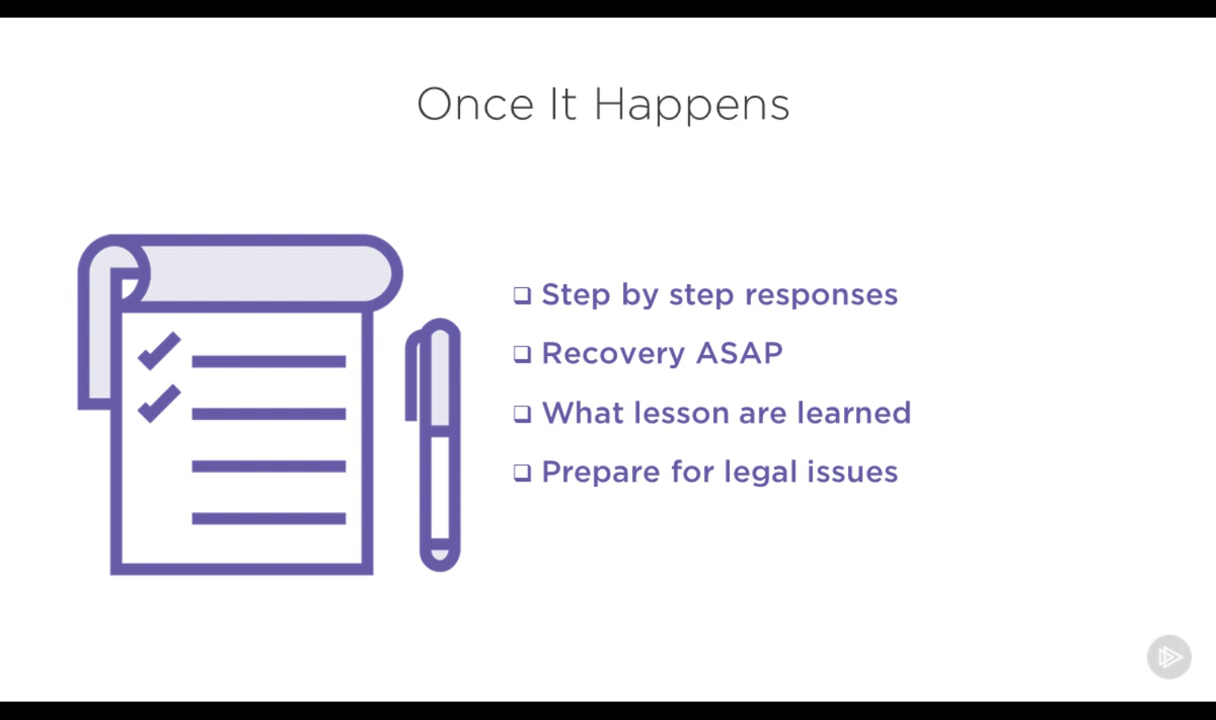 Once It Happens
❑ Step by step responses
❑ Recovery ASAP
❑ What lesson are learned
❑ Prepare for legal issues